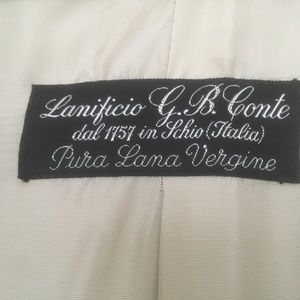 Lanificio G.B. Conte
dal 1757 in Schio (Italia)
Pura Lana Vergine